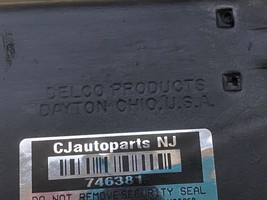 DELCO PRODUCTS
DAYTON OHIO, U.S.A.
CJautoparts NJ
746381
DO NOT REMOVE SECURITY SEAL